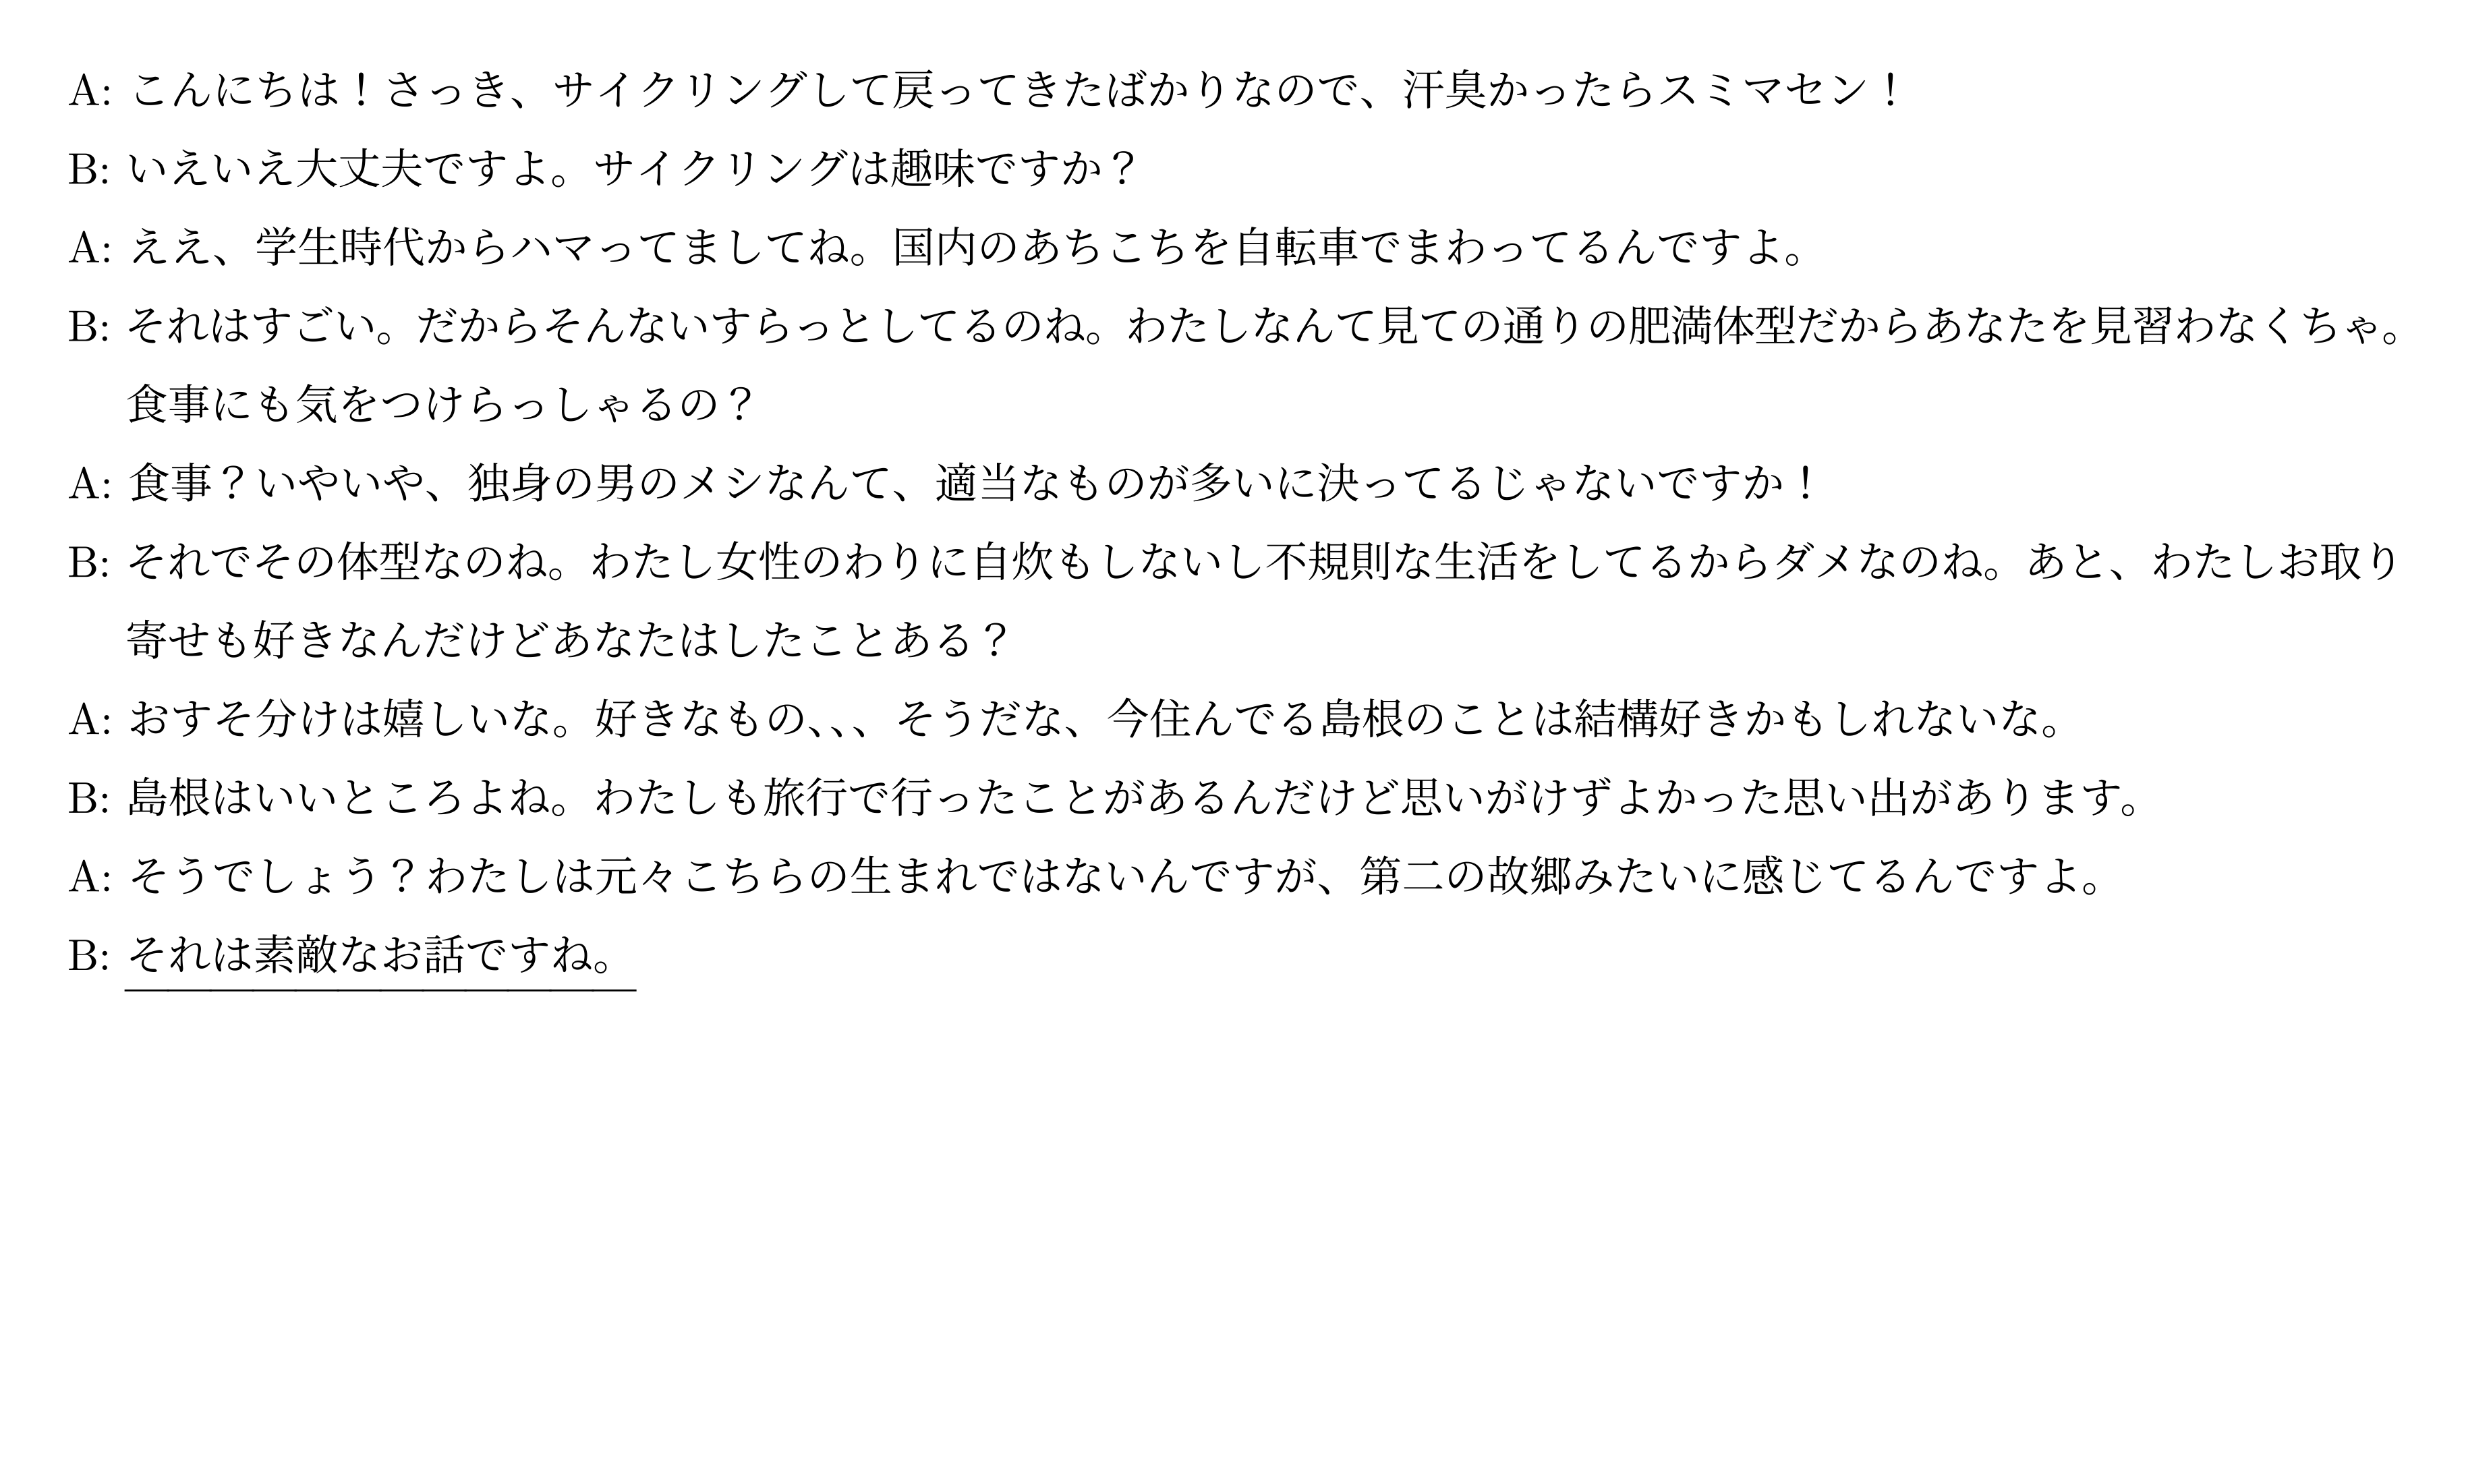 A: こんにちは！さっき、サイクリングして戻ってきたばかりなので、汗臭かったらスミマセン！
B: いえいえ大丈夫ですよ。サイクリングは趣味ですか？
A: ええ、学生時代からハマってましてね。国内のあちこちを自転車でまわってるんですよ。
B: それはすごい。だからそんないすらっとしてるのね。わたしなんて見ての通りの肥満体型だからあなたを見習わなくちゃ。
食事にも気をつけらっしゃるの？
A: 食事？いやいや、独身の男のメシなんて、適当なものが多いに決ってるじゃないですか！
B: それでその体型なのね。わたし女性のわりに自炊もしないし不規則な生活をしてるからダメなのね。あと、わたしお取り
寄せも好きなんだけどあなたはしたことある？
A: おすそ分けは嬉しいな。好きなもの、、、そうだな、今住んでる島根のことは結構好きかもしれないな。
B: 島根はいいところよね。わたしも旅行で行ったことがあるんだけど思いがけずよかった思い出があります。
A: そうでしょう？わたしは元々こちらの生まれではないんですが、第二の故郷みたいに感じてるんですよ。
B: それは素敵なお話ですね。